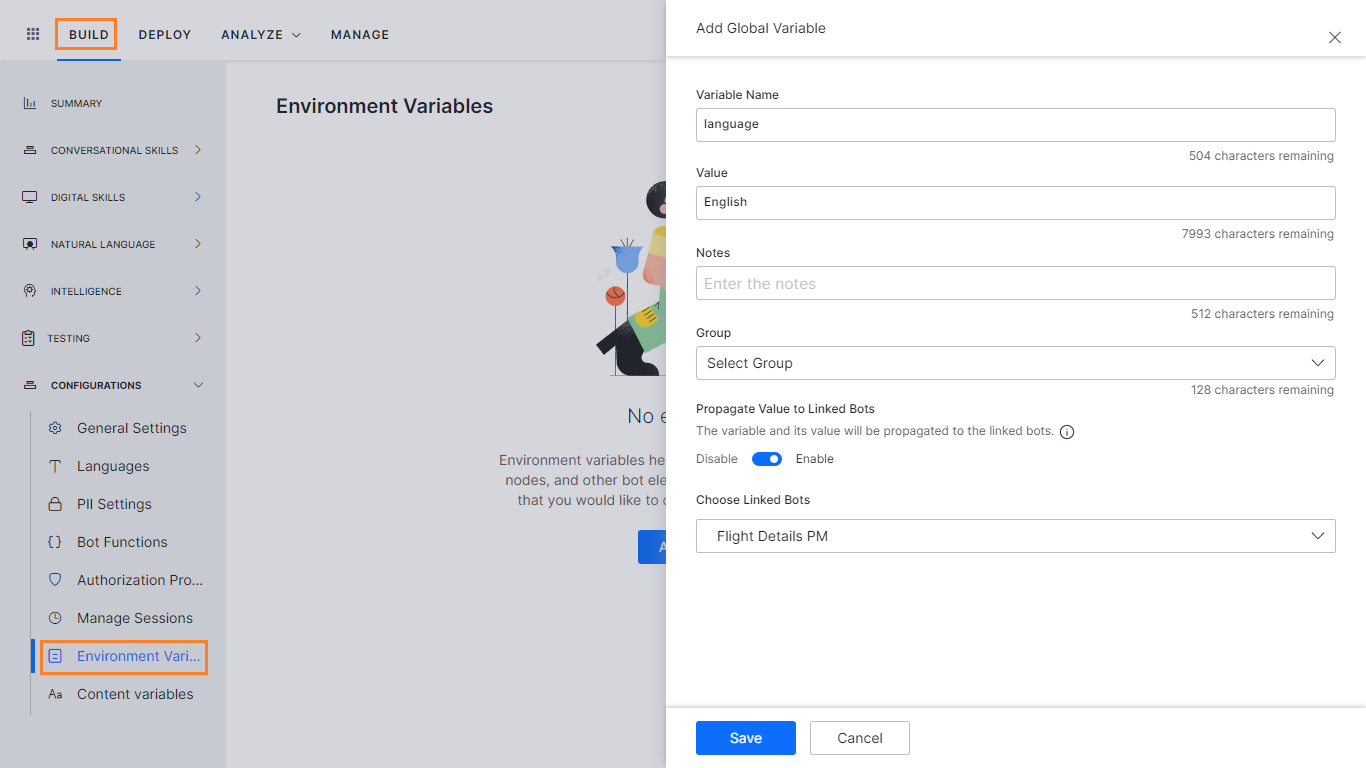 BUILD
DEPLOY
ANALYZE
MANAGE
SUMMARY
CONVERSATIONAL SKILLS
DIGITAL SKILLS
NATURAL LANGUAGE
INTELLIGENCE
TESTING
CONFIGURATIONS
General Settings
Languages
PII Settings
Bot Functions
Authorization Pro...
Manage Sessions
Environment Vari...
Aa Content variables
Environment Variables
No e
Environment variables he
nodes, and other bot ele
that you would like to
A
Add Global Variable
Variable Name
language
504 characters remaining
Value
English
7993 characters remaining
Notes
Enter the notes
512 characters remaining
Group
Select Group
128 characters remaining
Propagate Value to Linked Bots
The variable and its value will be propagated to the linked bots.
Disable Enable
Choose Linked Bots
Flight Details PM
Save
Cancel